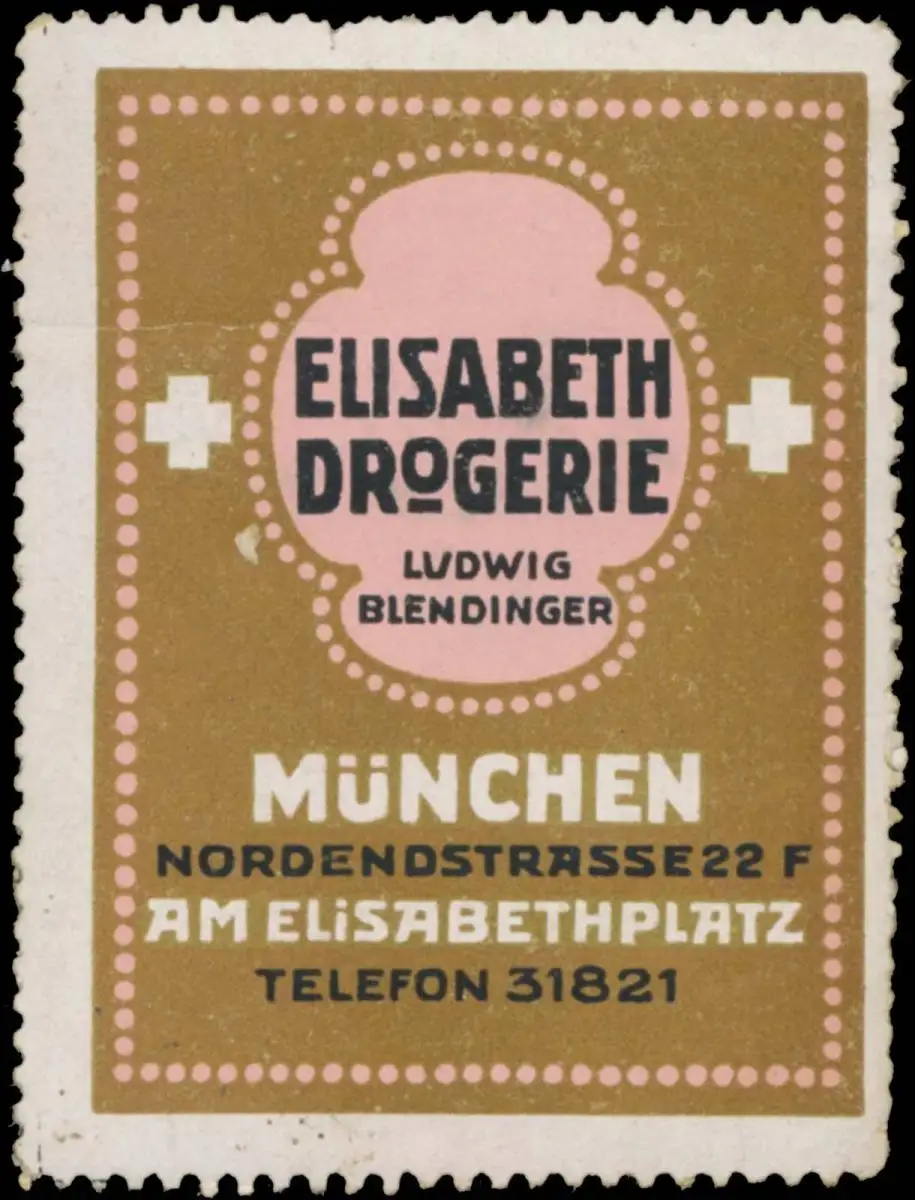 ELISABETH
DROGERIE
LUDWIG
BLENDINGER
MÜNCHEN
NORDENDSTRASSE 22 F
AM ELISABETHPLATZ
TELEFON 31821